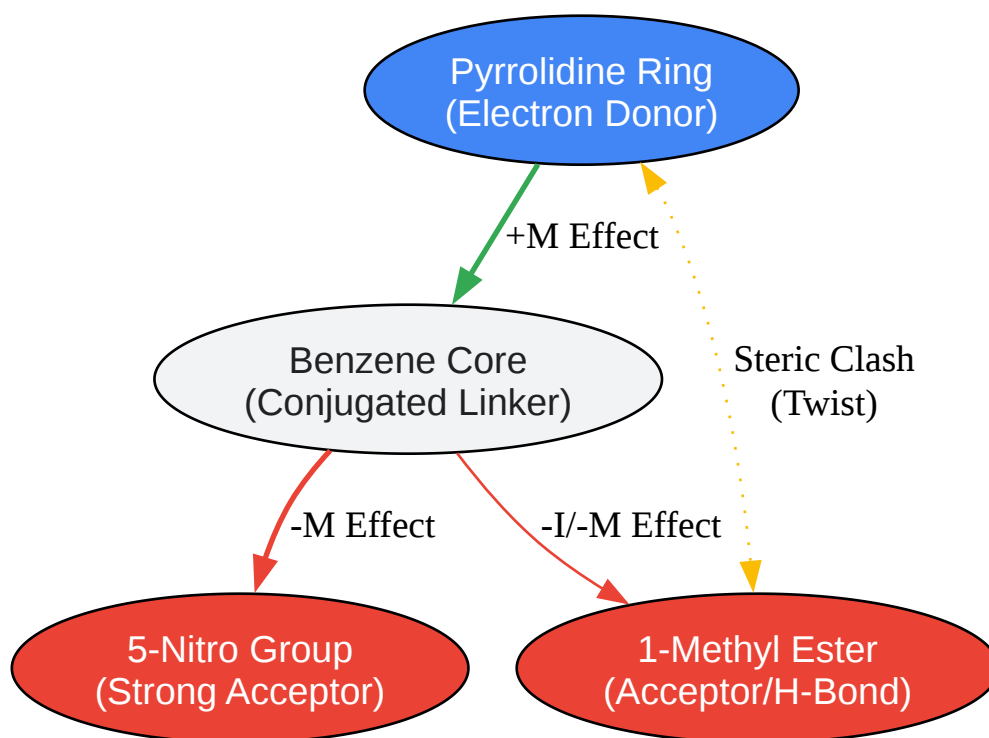 Pyrrolidine Ring
(Electron Donor)
+M Effect
Benzene Core
(Conjugated Linker)
Steric Clash
(Twist)
-M Effect
-I/-M Effect
5-Nitro Group
(Strong Acceptor)
1-Methyl Ester
(Acceptor/H-Bond)